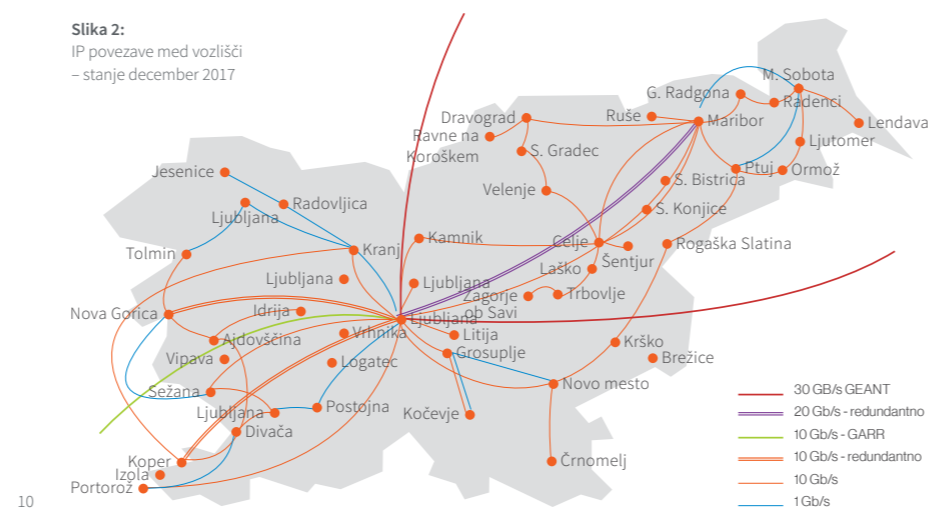 Slika 2:
IP povezave med vozlišči
– stanje december 2017
M. Sobota
G. Radgona
Radenci
Dravograd
Ruše
Maribor
Lendava
Ravne na
Koroškem
Ljutomer
S. Gradec
Jesenice
Ptuj
Ormož
S. Bistrica
Velenje
Radovljica
Ljubljana
S. Konjice
Kamnik
Celje
Rogaška Slatina
Tolmin
Kranj
Šentjur
Laško
Ljubljana
Ljubljana
Zagorje
ob Savi
Trbovlje
Nova Gorica
Idrija
Ljubljana
Ajdovščina
Vrhnika
Litija
Krško
Grosuplje
Vipava
Logatec
Brežice
Novo mesto
Sežana
Ljubljana
Postojna
Kočevje
Divača
Koper
Izola
Portorož
Črnomelj
30 GB/s GEANT
20 Gb/s - redundantno
10 Gb/s - GARR
10 Gb/s - redundantno
10 Gb/s
1 Gb/s
10